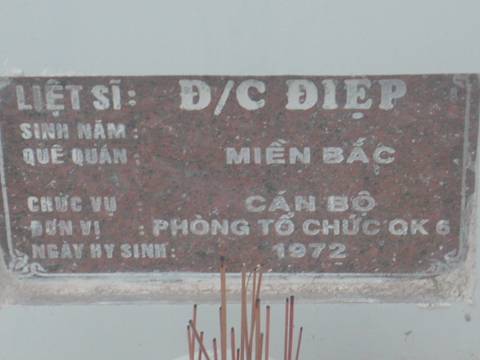 LIỆT SĨ: Đ/C ĐIỆP
SINH NĂM :
QUÊ QUÁN : MIỀN BẮC
CHỨC VỤ CÁN BỘ
ĐƠN VỊ : PHÒNG TỔ CHỨC QK 6
NGÀY HY SINH: 1972